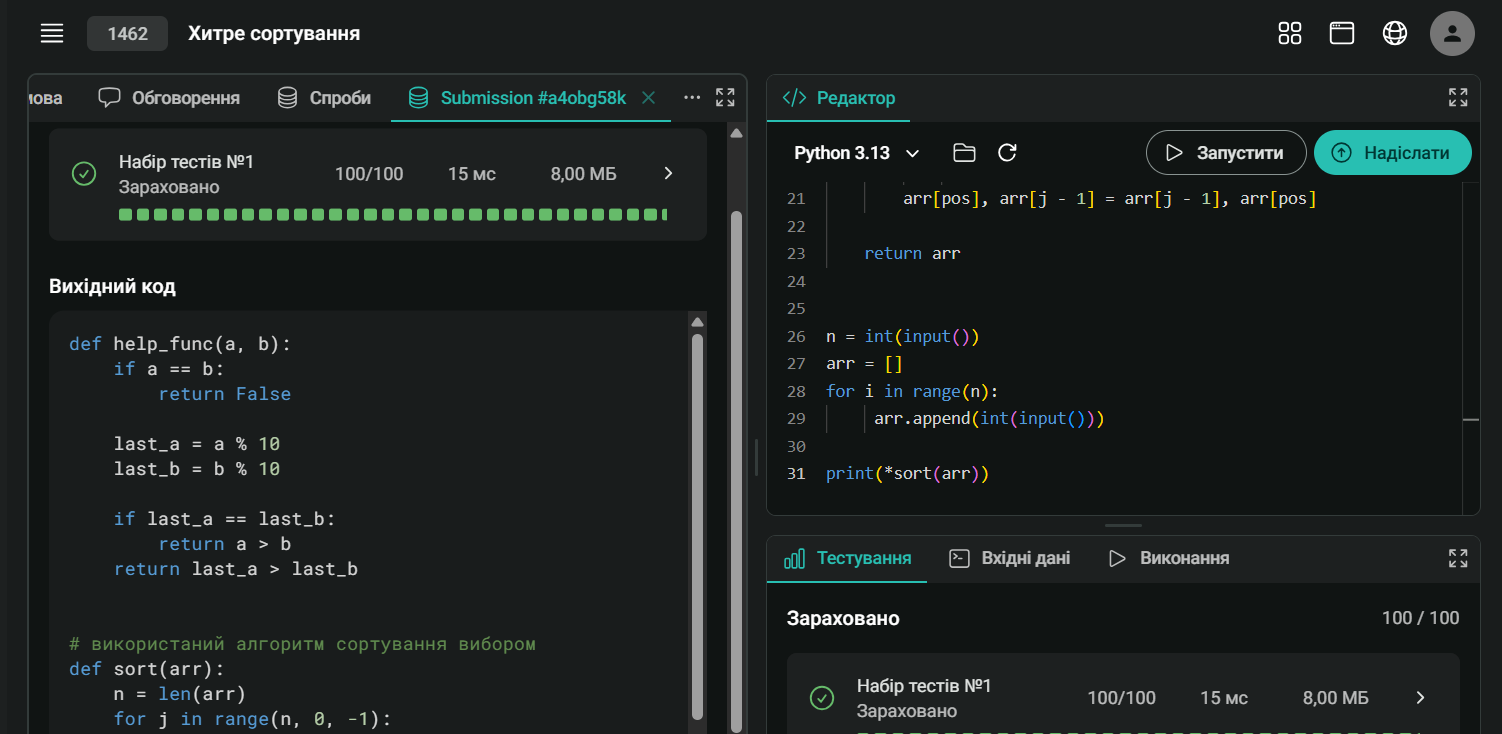 1462
Хитре сортування
мова
Обговорення
Спроби
Submission #a4obg58k
Набір тестів №1
Зараховано
100/100
15 мс
8,00 МБ
Вихідний код
def help_func(a, b):
    if a == b:
        return False

    last_a = a % 10
    last_b = b % 10

    if last_a == last_b:
        return a > b
    return last_a > last_b

# використаний алгоритм сортування вибором
def sort(arr):
    n = len(arr)
    for j in range(n, 0, -1):
Редактор
Python 3.13
Запустити
Надіслати
21 arr[pos], arr[j - 1] = arr[j - 1], arr[pos]
22
23 return arr
24
25
26 n = int(input())
27 arr = []
28 for i in range(n):
29 arr.append(int(input()))
30
31 print(*sort(arr))
Тестування
Вхідні дані
Виконання
Зараховано
100 / 100
Набір тестів №1
Зараховано
100/100
15 мс
8,00 МБ